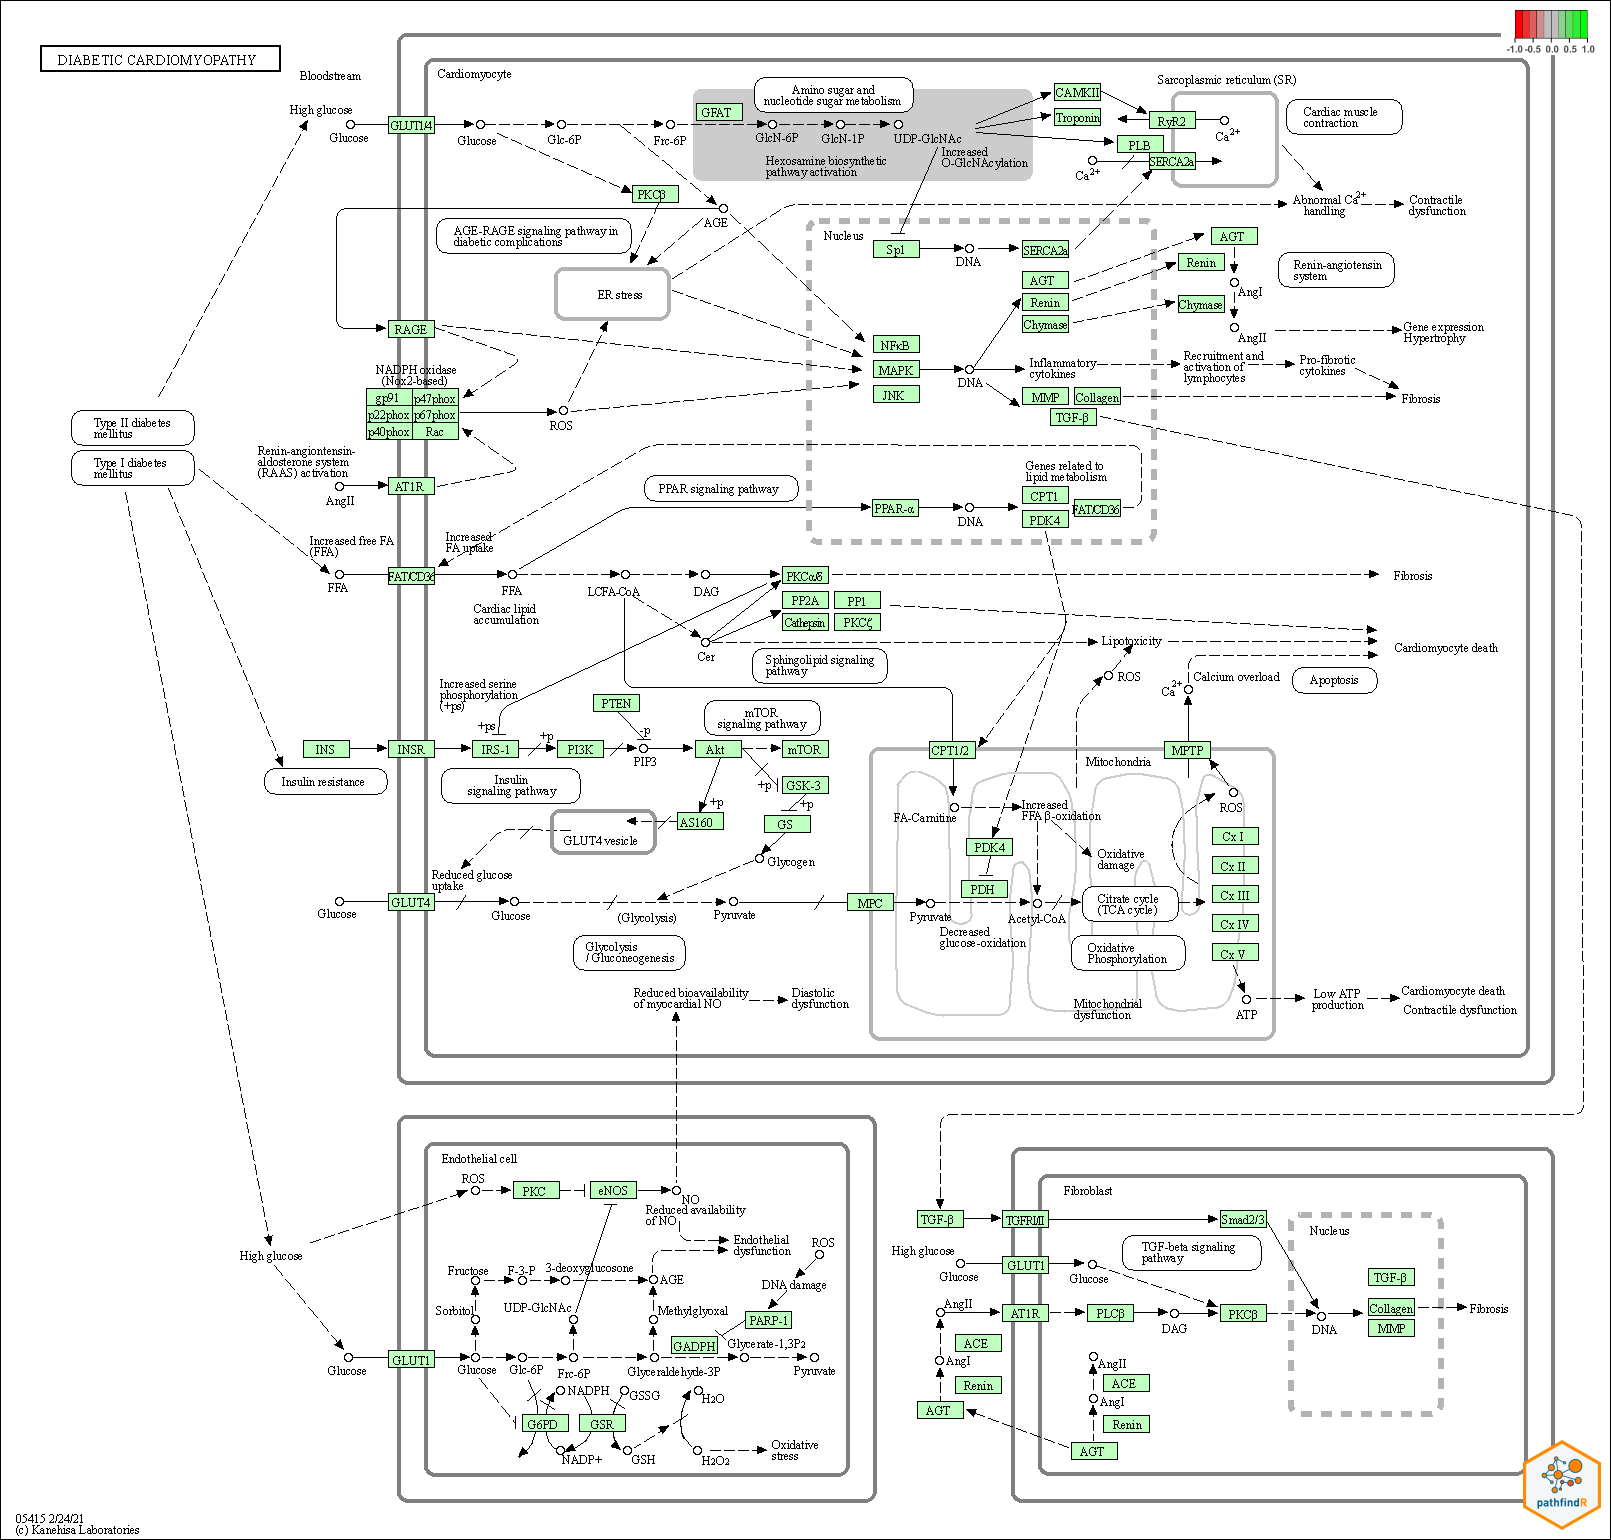 -1.0 -0.5 0.0 0.5 1.0
DIABETIC CARDIOMYOPATHY
Bloodstream
Cardiomyocyte
Sarcoplasmic reticulum (SR)
High glucose
Glucose
GLUT1/4
Glucose
Glc-6P
Frc-6P
GFAT
Amino sugar and
nucleotide sugar metabolism
GlcN-6P
GlcN-1P
UDP-GlcNAc
Increased
O-GlcNAcylation
Hexosamine biosynthetic
pathway activation
CAMKII
Troponin
PLB
RyR2
SERCA2a
Ca2+
Ca2+
Cardiac muscle
contraction
Abnormal Ca2+
handling
Contractile
dysfunction
PKCβ
AGE
AGE-RAGE signaling pathway in
diabetic complications
ER stress
Nucleus
Sp1
DNA
SERCA2a
AGT
Renin
Chymase
AGT
Renin
Chymase
AngI
AngII
Renin-angiotensin
system
Gene expression
Hypertrophy
RAGE
NFκB
MAPK
JNK
DNA
Inflammatory
cytokines
Recruitment and
activation of
lymphocytes
Pro-fibrotic
cytokines
Fibrosis
MMP
Collagen
TGF-β
NADPH oxidase
(Nox2-based)
gp91
p47phox
p22phox
p67phox
p40phox
Rac
ROS
Type II diabetes
mellitus
Type I diabetes
mellitus
Renin-angiontensin-
aldosterone system
(RAAS) activation
AngII
AT1R
PPAR signaling pathway
PPAR-α
DNA
Genes related to
lipid metabolism
CPT1
FAT/CD36
PDK4
Increased free FA
(FFA)
FFA
Increased
FA uptake
FAT/CD36
FFA
Cardiac lipid
accumulation
LCFA-CoA
DAG
PKCα/δ
PP2A
PP1
Cathepsin
PKCζ
Fibrosis
Cer
Lipotoxicity
Cardiomyocyte death
ROS
Sphingolipid signaling
pathway
Ca2+
Calcium overload
Apoptosis
Increased serine
phosphorylation
(+ps)
+ps
INS
INSR
IRS-1
+p
PI3K
PTEN
-p
PIP3
Akt
mTOR
signaling pathway
mTOR
GSK-3
+p
+p
+p
AS160
GS
Insulin resistance
Insulin
signaling pathway
GLUT4 vesicle
Glycogen
Reduced glucose
uptake
Glucose
GLUT4
Glucose
(Glycolysis)
Pyruvate
Glycolysis
/ Gluconeogenesis
MPC
Pyruvate
CPT1/2
MPTP
Mitochondria
FA-Carnitine
Increased
FFA β-oxidation
PDK4
PDH
Oxidative
damage
Acetyl-CoA
Citrate cycle
(TCA cycle)
Decreased
glucose-oxidation
Oxidative
Phosphorylation
ROS
Cx I
Cx II
Cx III
Cx IV
Cx V
ATP
Mitochondrial
dysfunction
Low ATP
production
Cardiomyocyte death
Contractile dysfunction
Reduced bioavailability
of myocardial NO
Diastolic
dysfunction
Endothelial cell
ROS
PKC
eNOS
NO
Reduced availability
of NO
Endothelial
dysfunction
High glucose
Fructose
F-3-P
3-deoxyglucosone
AGE
ROS
DNA damage
Sorbitol
UDP-GlcNAc
Methylglyoxal
PARP-1
GADPH
Glycerate-1,3P2
Glucose
GLUT1
Glucose
Glc-6P
Frc-6P
Glyceraldehyde-3P
Pyruvate
NADPH
GSSG
H2O
G6PD
GSR
NADP+
GSH
H2O2
Oxidative
stress
Fibroblast
TGF-β
TGFRI/II
Smad2/3
Nucleus
High glucose
Glucose
GLUT1
Glucose
TGF-beta signaling
pathway
AngII
AT1R
PLCβ
DAG
PKCβ
DNA
TGF-β
Collagen
MMP
Fibrosis
ACE
AngI
Renin
AGT
AngII
ACE
AngI
Renin
AGT
pathfindR
05415 2/24/21
(c) Kanehisa Laboratories